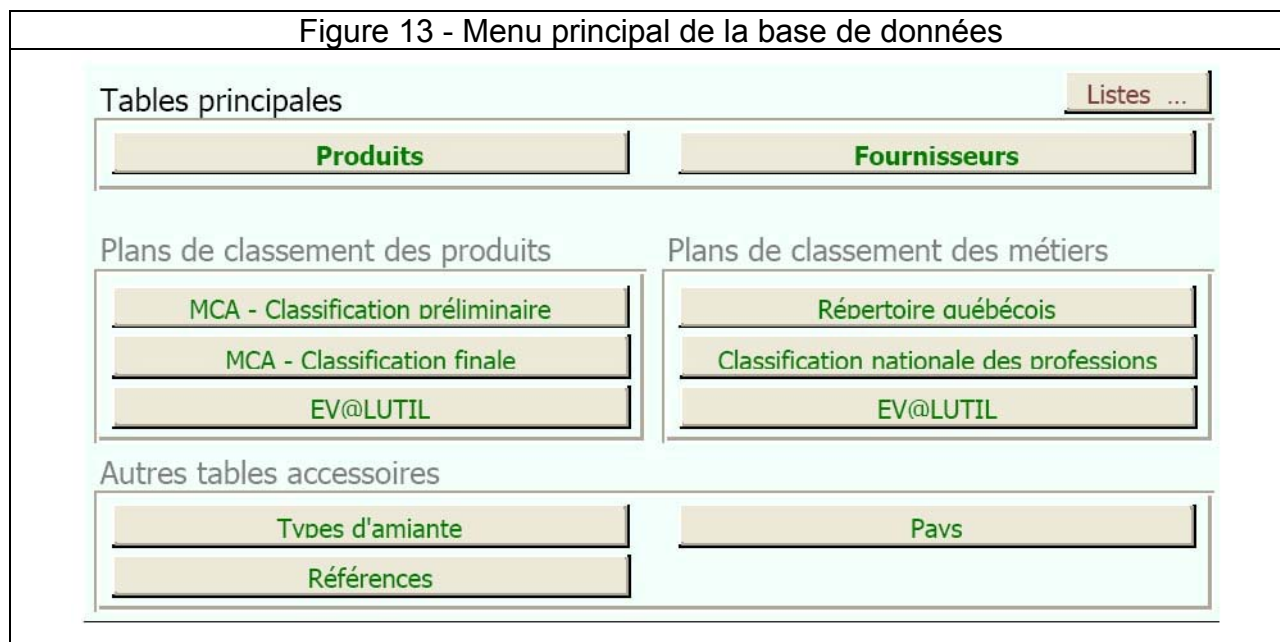 Figure 13 - Menu principal de la base de données
Tables principales
Listes ...
Produits
Fournisseurs
Plans de classement des produits
Plans de classement des métiers
MCA - Classification préliminaire
Répertoire québécois
MCA - Classification finale
Classification nationale des professions
EV@LUTIL
EV@LUTIL
Autres tables accessoires
Types d'amiante
Pays
Références